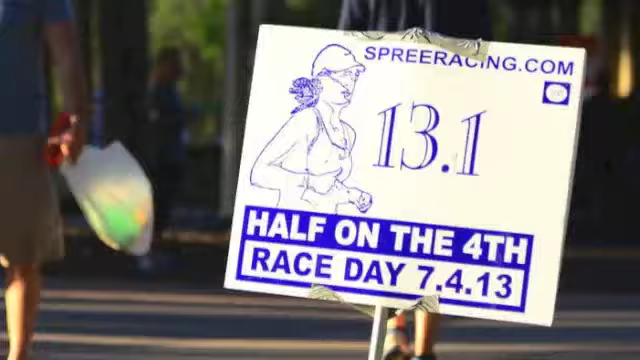 SPREERACING.COM
13.1
HALF ON THE 4TH
RACE DAY 7.4.13